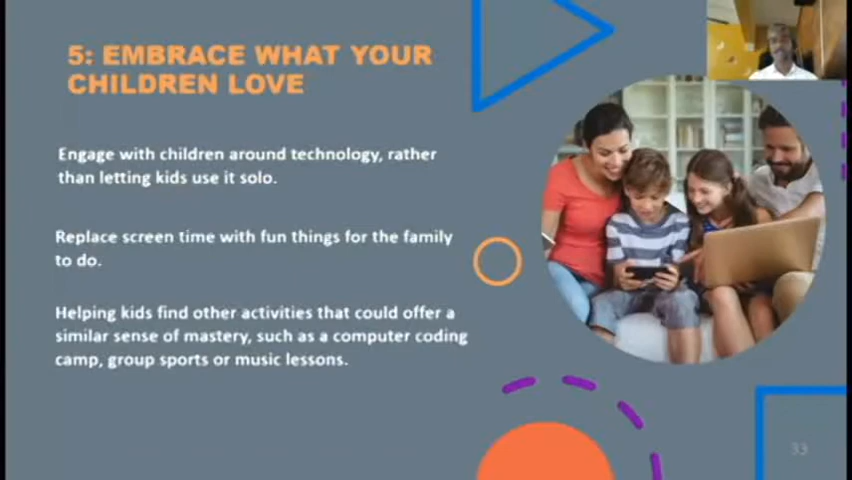 5: EMBRACE WHAT YOUR
CHILDREN LOVE
Engage with children around technology, rather
than letting kids use it solo.
Replace screen time with fun things for the family
to do.
Helping kids find other activities that could offer a
similar sense of mastery, such as a computer coding
camp, group sports or music lessons.
33